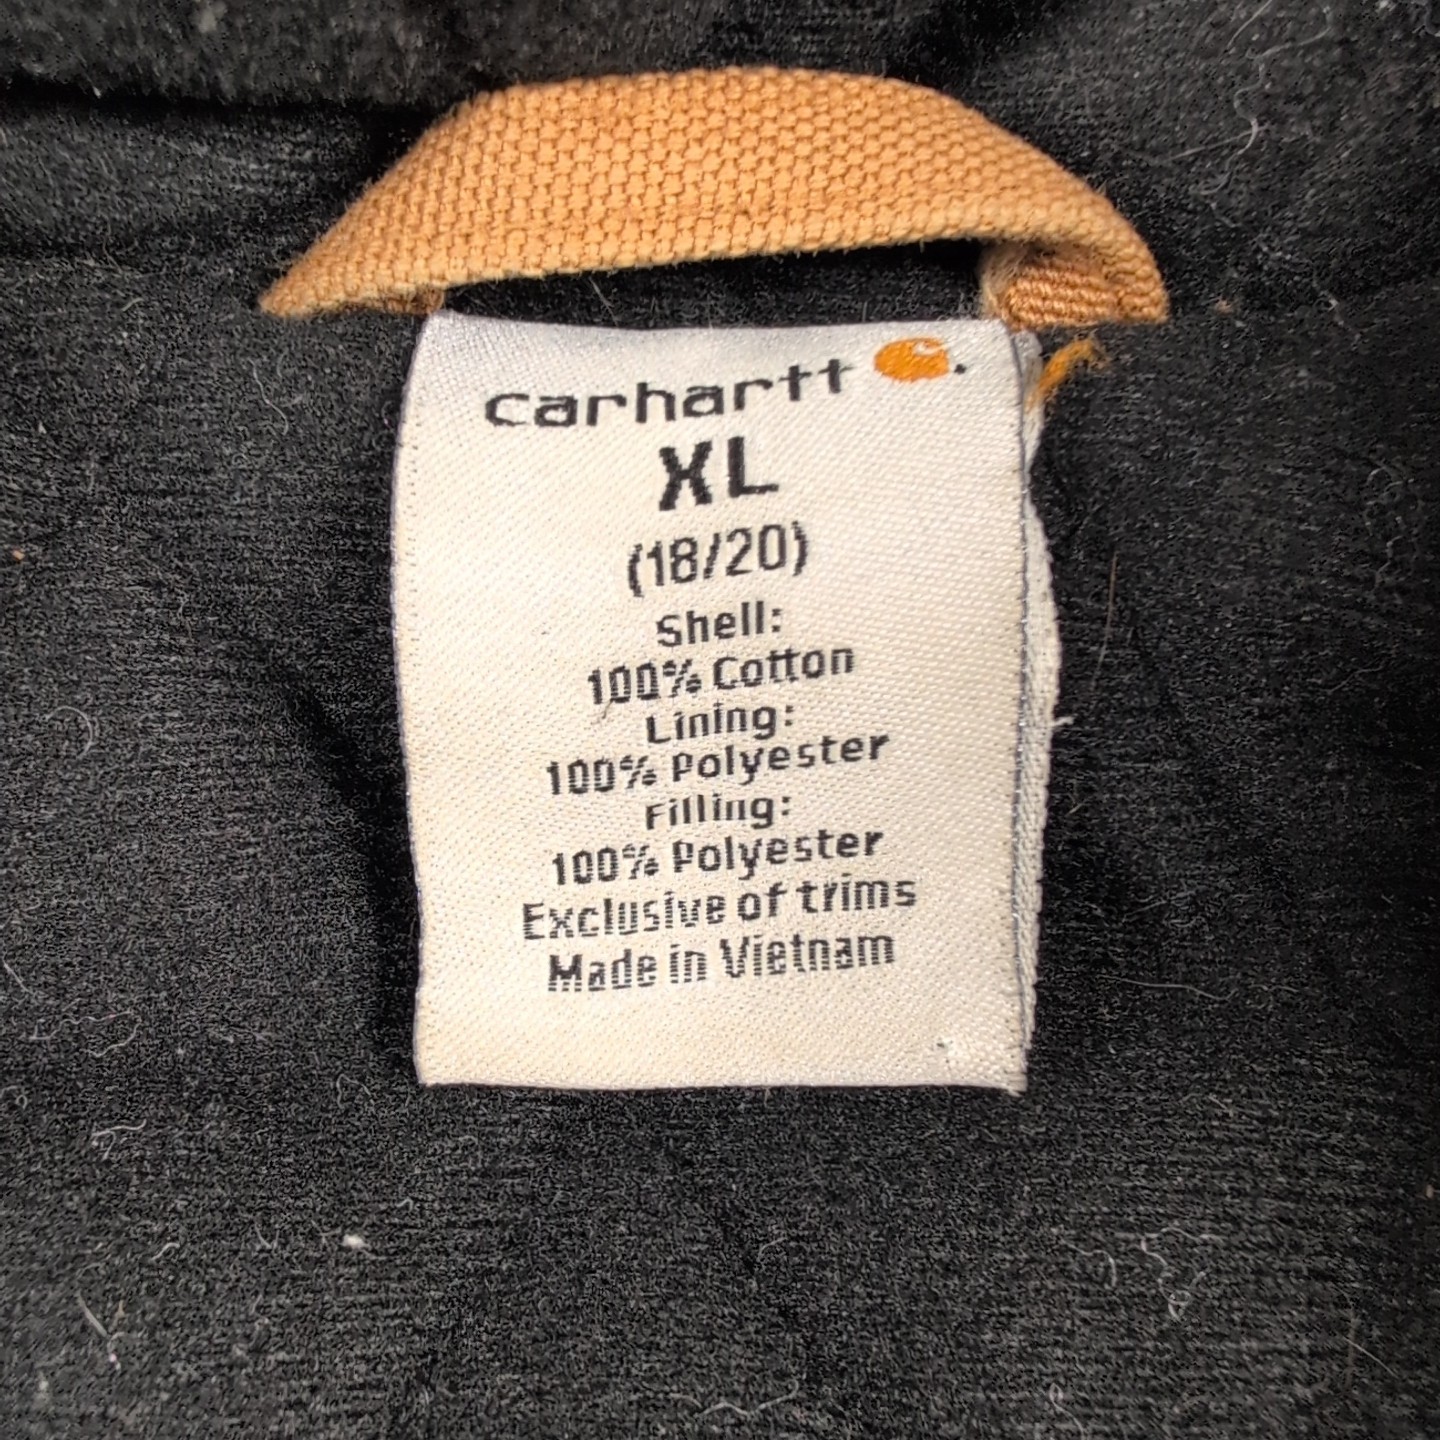 carhartt
XL
(18/20)
Shell:
100% Cotton
Lining:
100% Polyester
Filling:
100% Polyester
Exclusive of trims
Made in Vietnam